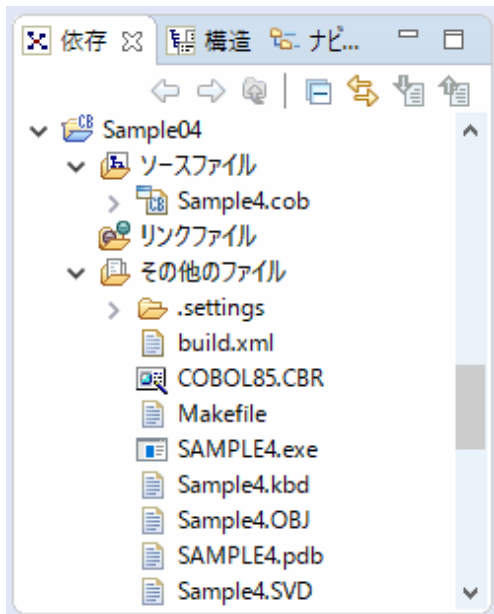 依存 構造 ナビ...
Sample04
ソースファイル
Sample4.cob
リンクファイル
その他のファイル
.settings
build.xml
COBOL85.CBR
Makefile
SAMPLE4.exe
Sample4.kbd
Sample4.OBJ
SAMPLE4.pdb
Sample4.SVD